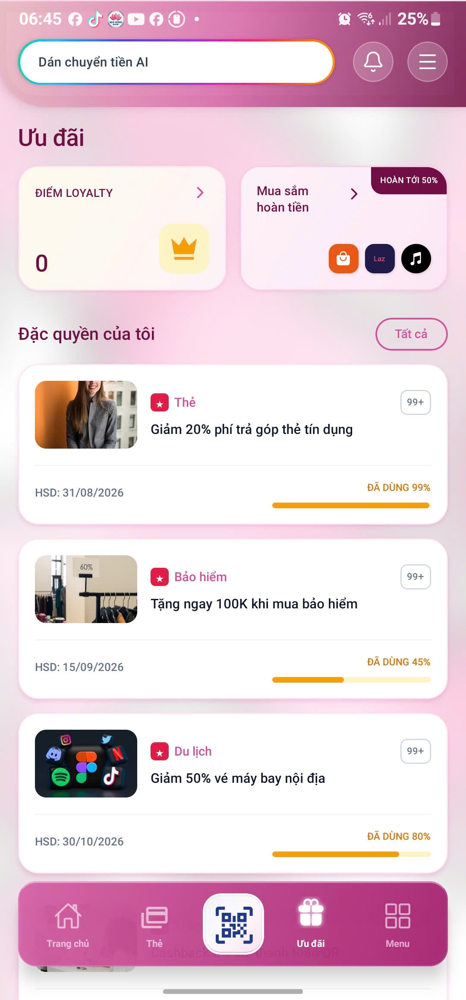 06:45
25%
Dán chuyển tiền AI
Ưu đãi
ĐIỂM LOYALTY
0
HOÀN TỚI 50%
Mua sắm
hoàn tiền
Laz
Đặc quyền của tôi
Tất cả
Thẻ
99+
Giảm 20% phí trả góp thẻ tín dụng
HSD: 31/08/2026
ĐÃ DÙNG 99%
60%
Bảo hiểm
99+
Tặng ngay 100K khi mua bảo hiểm
HSD: 15/09/2026
ĐÃ DÙNG 45%
Du lịch
99+
Giảm 50% vé máy bay nội địa
HSD: 30/10/2026
ĐÃ DÙNG 80%
Cashback
thanh toán QR
Trang chủ
Thẻ
Ưu đãi
Menu